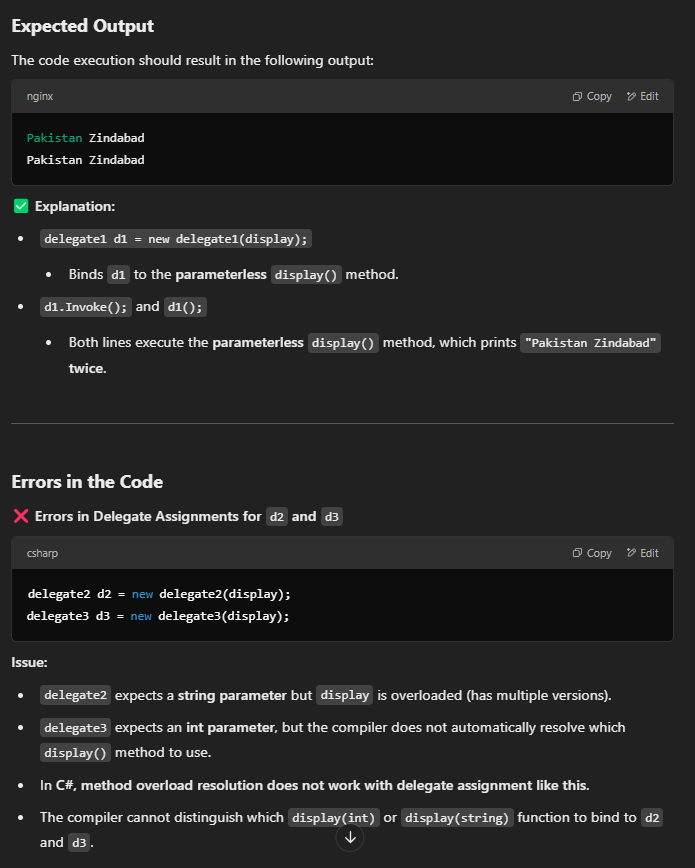 Expected Output
The code execution should result in the following output:
nginx Copy Edit
Pakistan Zindabad
Pakistan Zindabad
Explanation:
delegate1 d1 = new delegate1(display);
Binds d1 to the parameterless display() method.
d1.Invoke(); and d1();
Both lines execute the parameterless display() method, which prints "Pakistan Zindabad"
twice.
Errors in the Code
Errors in Delegate Assignments for d2 and d3
csharp Copy Edit
delegate2 d2 = new delegate2(display);
delegate3 d3 = new delegate3(display);
Issue:
delegate2 expects a string parameter but display is overloaded (has multiple versions).
delegate3 expects an int parameter, but the compiler does not automatically resolve which
display() method to use.
In C#, method overload resolution does not work with delegate assignment like this.
The compiler cannot distinguish which display(int) or display(string) function to bind to d2
and d3.